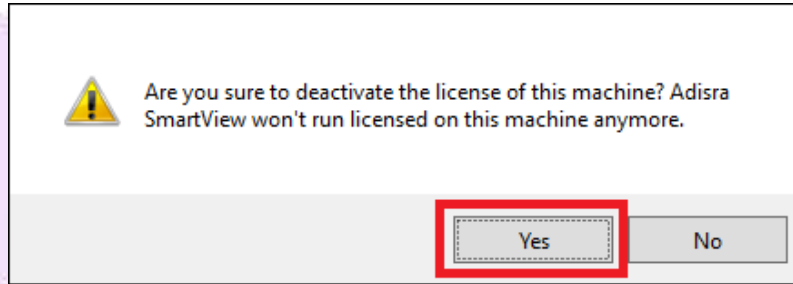 Are you sure to deactivate the license of this machine? Adisra
SmartView won't run licensed on this machine anymore.
Yes
No